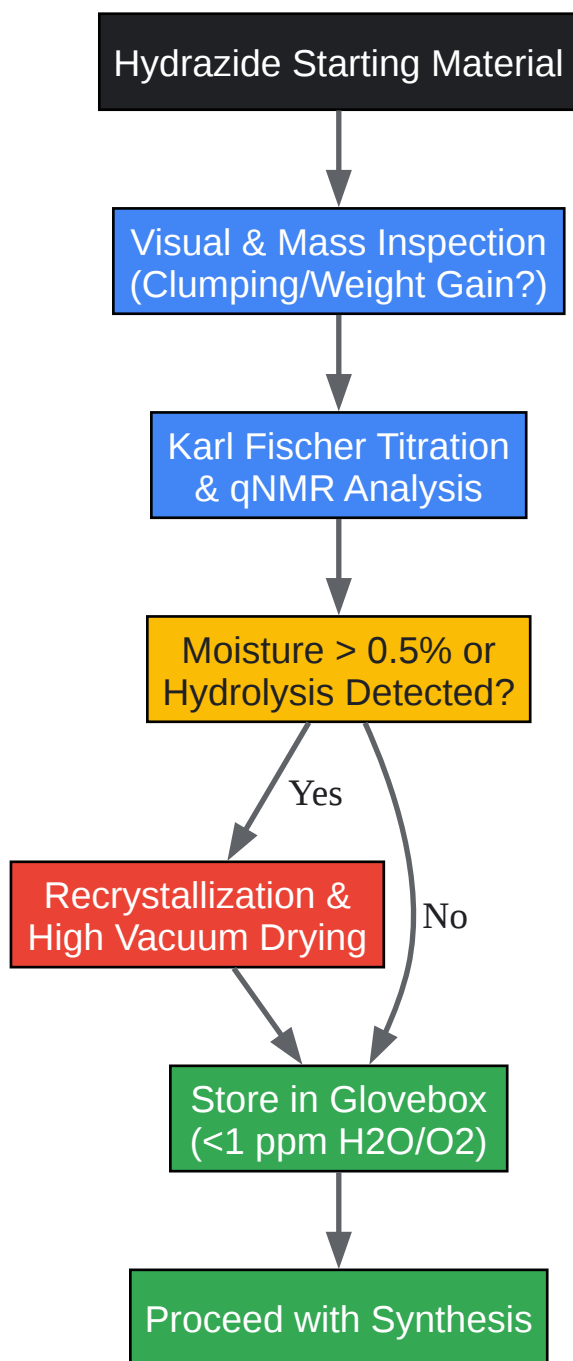 Hydrazide Starting Material
Visual & Mass Inspection
(Clumping/Weight Gain?)
Karl Fischer Titration
& qNMR Analysis
Moisture > 0.5% or
Hydrolysis Detected?
Yes
Recrystallization &
High Vacuum Drying
No
Store in Glovebox
(<1 ppm H2O/O2)
Proceed with Synthesis